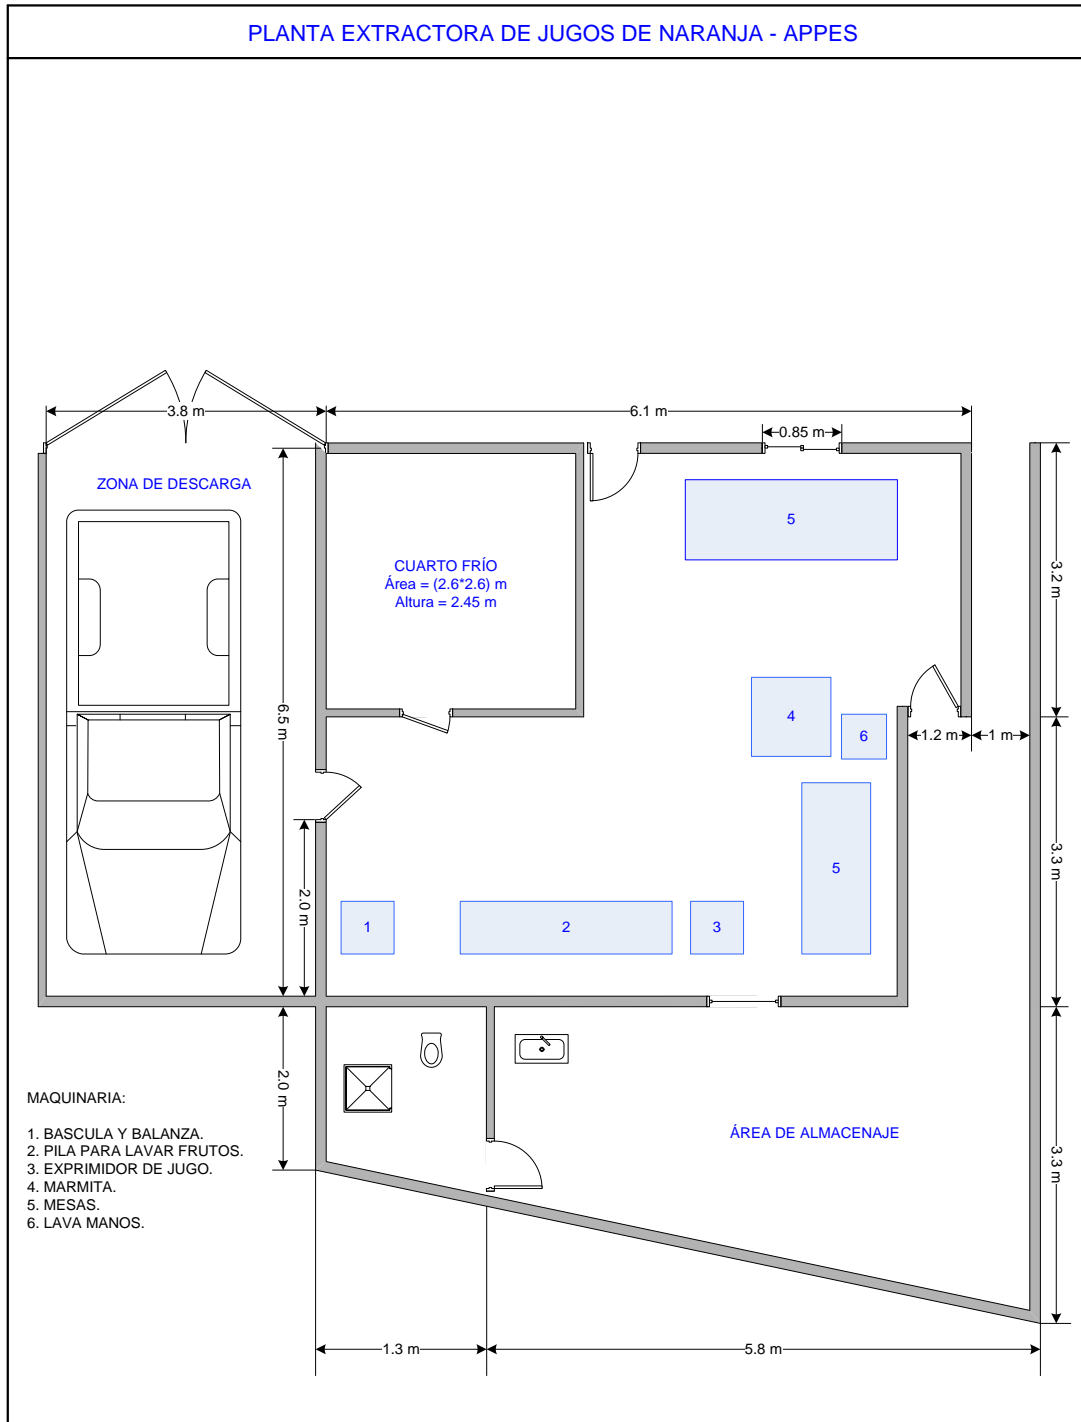 PLANTA EXTRACTORA DE JUGOS DE NARANJA - APPES
3.8 m
6.1 m
0.85 m
ZONA DE DESCARGA
5
CUARTO FRÍO
Área = (2.6*2.6) m
Altura = 2.45 m
3.2 m
6.5 m
4
6
1.2 m
1 m
3.3 m
5
2.0 m
1
2
3
2.0 m
MAQUINARIA:
1. BASCULA Y BALANZA.
2. PILA PARA LAVAR FRUTOS.
3. EXPRIMIDOR DE JUGO.
4. MARMITA.
5. MESAS.
6. LAVA MANOS.
ÁREA DE ALMACENAJE
3.3 m
1.3 m
5.8 m